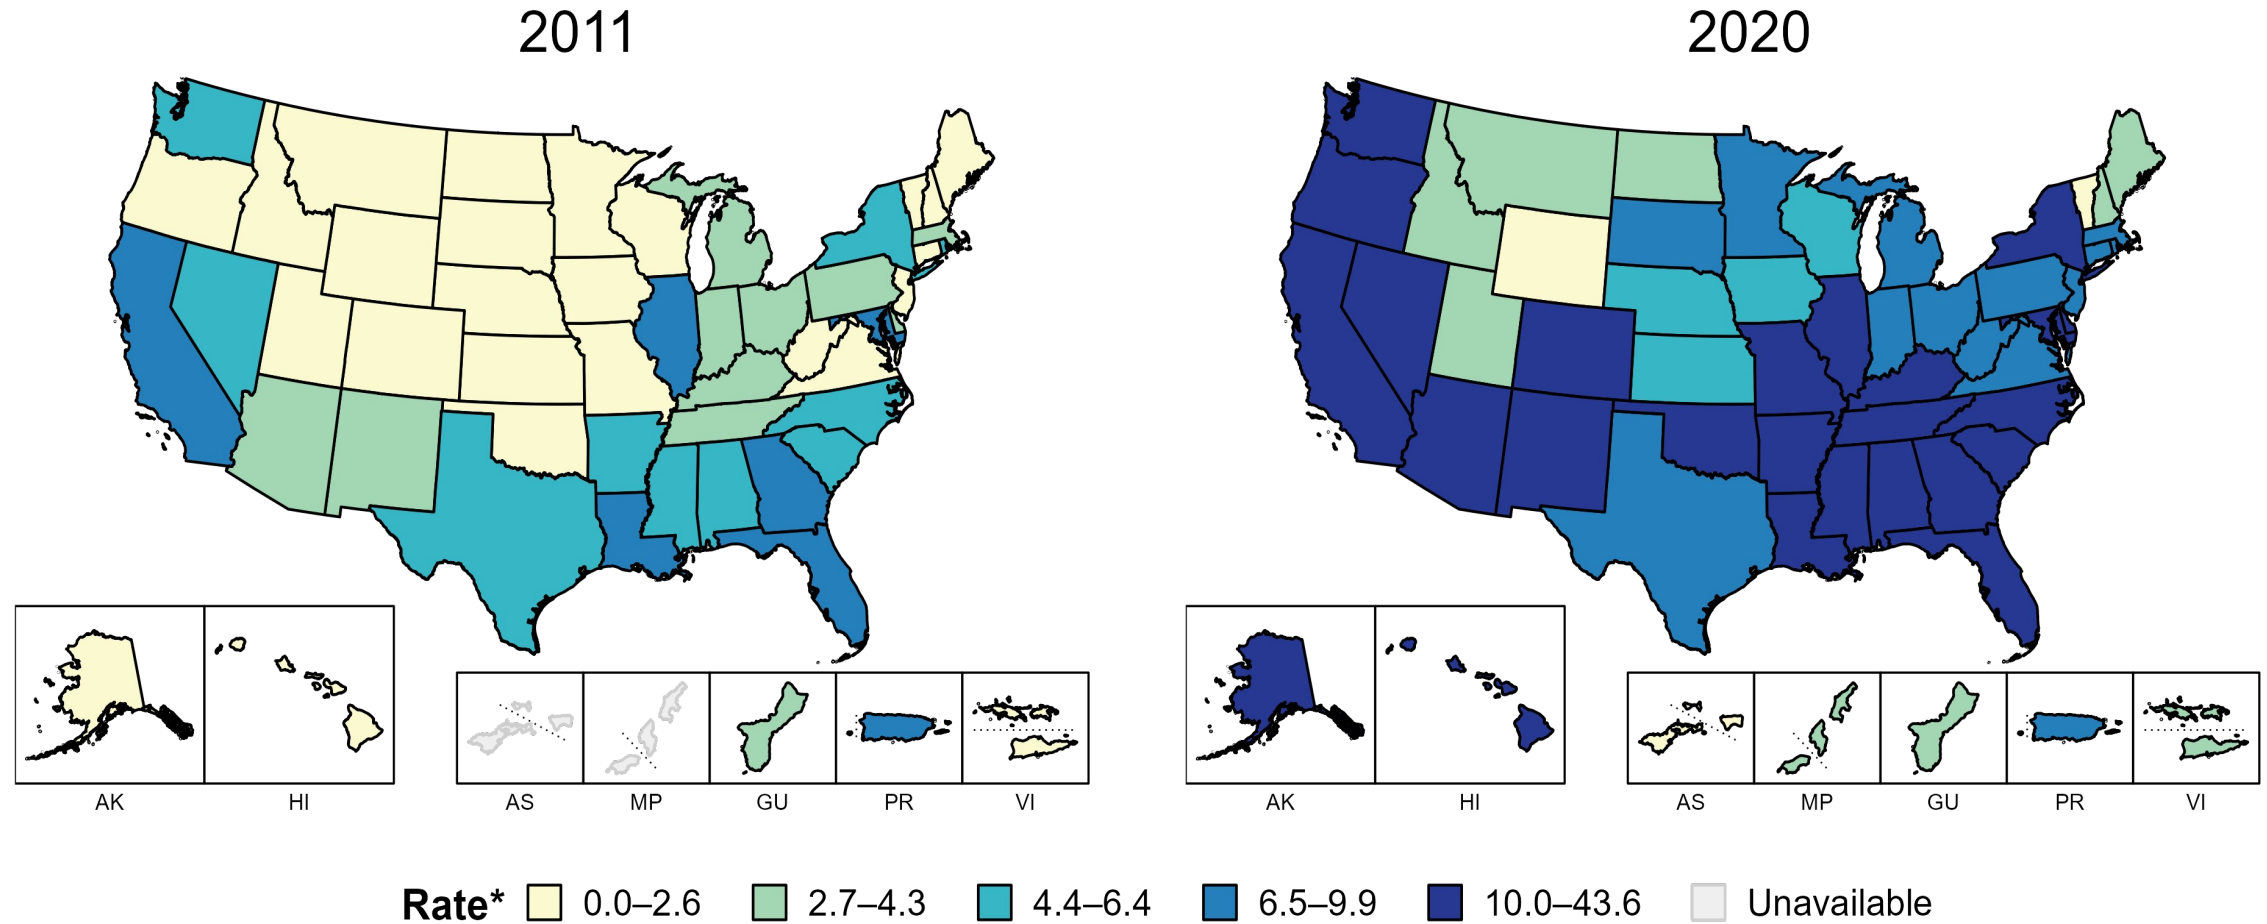 2011 2020
AK HI AS MP GU PR VI AK HI AS MP GU PR VI
Rate* 0.0–2.6 2.7–4.3 4.4–6.4 6.5–9.9 10.0–43.6 Unavailable